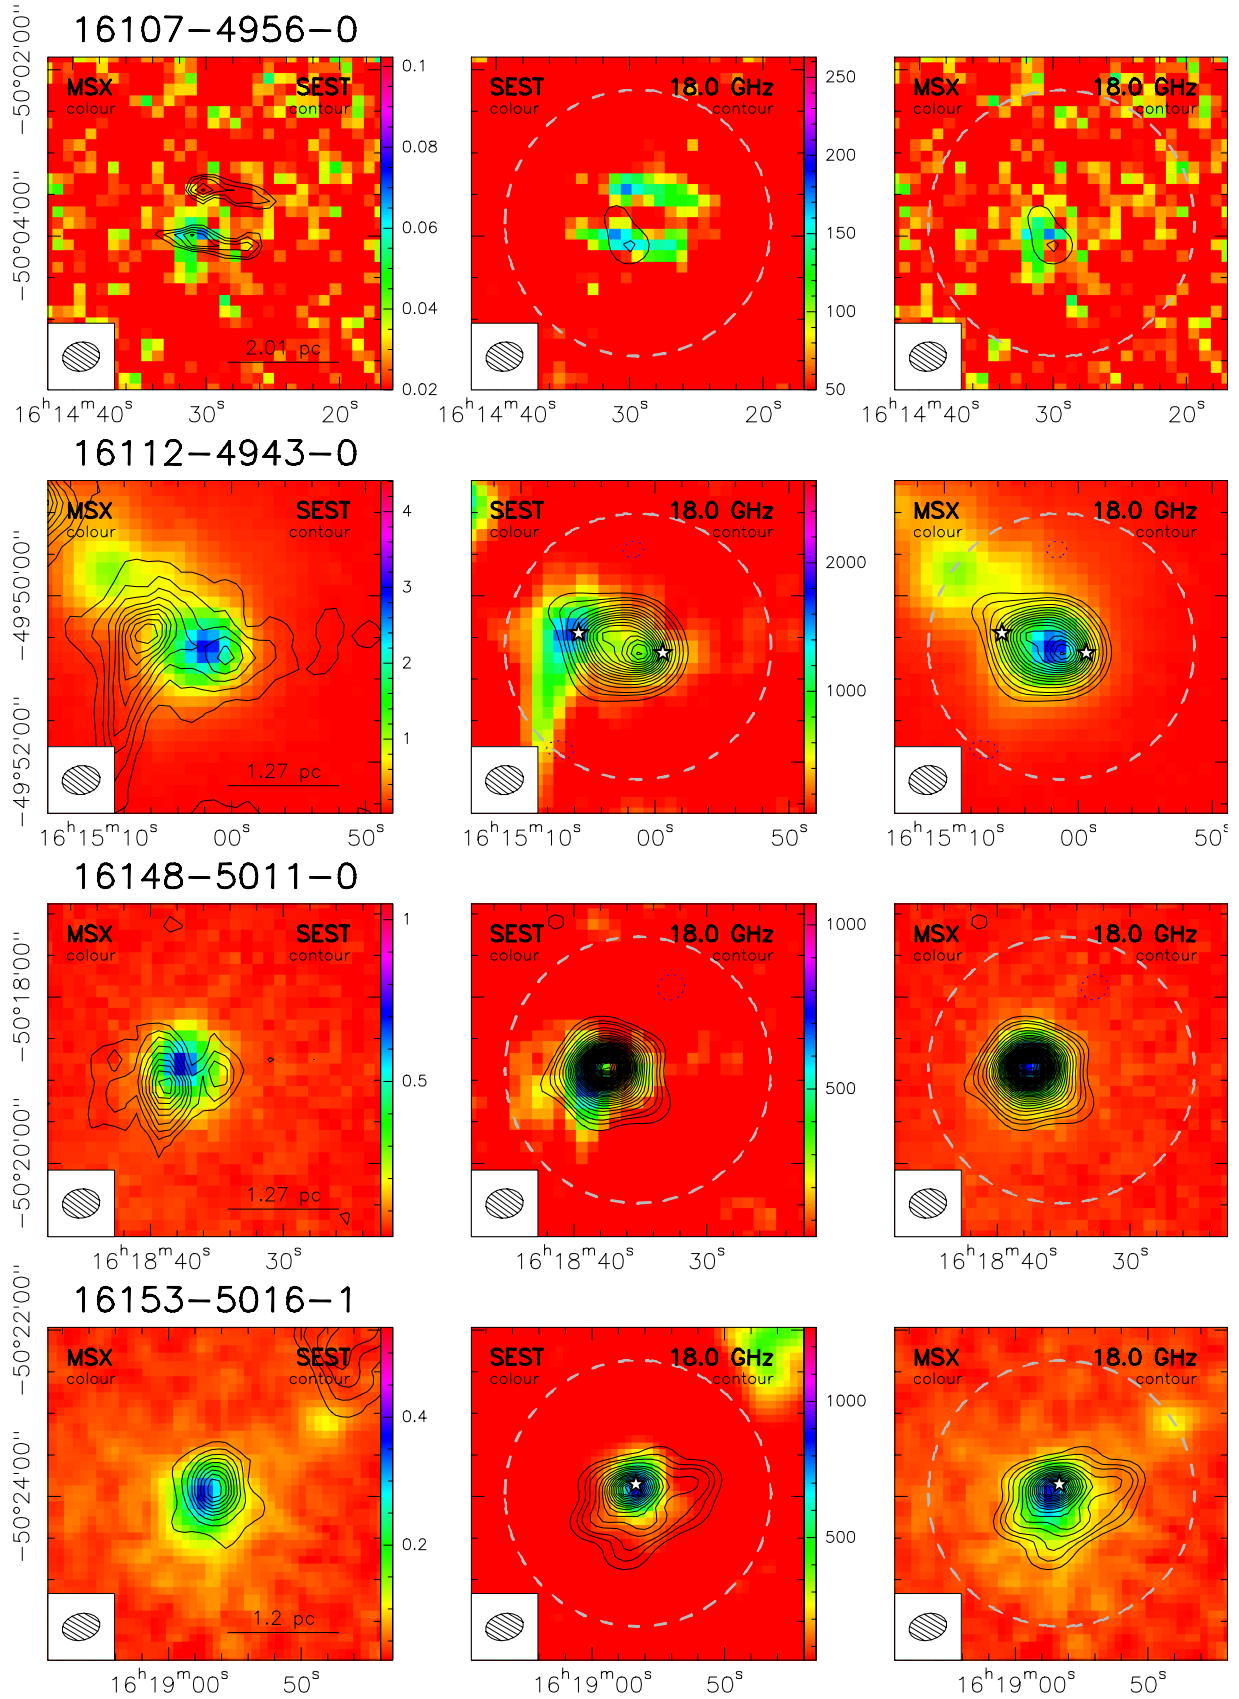 16107-4956-0
MSX SEST SEST 18.0 GHz MSX 18.0 GHz
colour contour colour contour colour contour
0.1 0.08 0.06 0.04 0.02
250 200 150 100 50
-50°02'00" -50°04'00"
2.01 pc
16h14m40s 30s 20s 16h14m40s 30s 20s 16h14m40s 30s 20s
16112-4943-0
MSX SEST SEST 18.0 GHz MSX 18.0 GHz
colour contour colour contour colour contour
4 3 2 1
2000 1000
-49°50'00" -49°52'00"
1.27 pc
16h15m10s 00s 50s 16h15m10s 00s 50s 16h15m10s 00s 50s
16148-5011-0
MSX SEST SEST 18.0 GHz MSX 18.0 GHz
colour contour colour contour colour contour
1 0.5
1000 500
-50°18'00" -50°20'00"
1.27 pc
16h18m40s 30s 16h18m40s 30s 16h18m40s 30s
16153-5016-1
MSX SEST SEST 18.0 GHz MSX 18.0 GHz
colour contour colour contour colour contour
0.4 0.2
1000 500
-50°22'00" -50°24'00"
1.2 pc
16h19m00s 50s 16h19m00s 50s 16h19m00s 50s